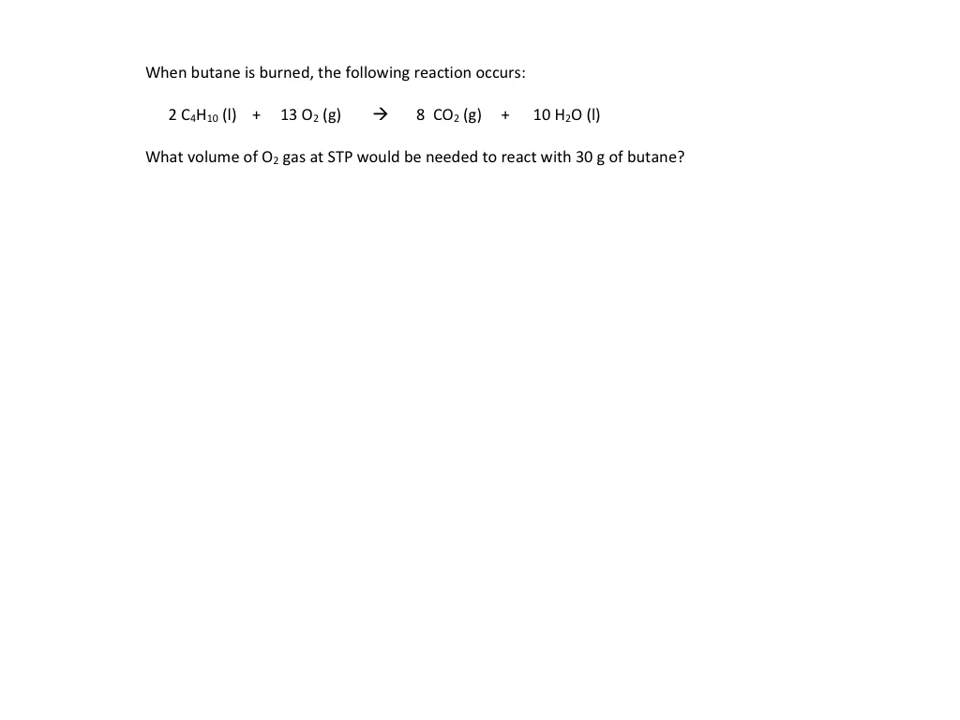 When butane is burned, the following reaction occurs:
2 C₄H₁₀ (l) + 13 O₂ (g) → 8 CO₂ (g) + 10 H₂O (l)
What volume of O₂ gas at STP would be needed to react with 30 g of butane?